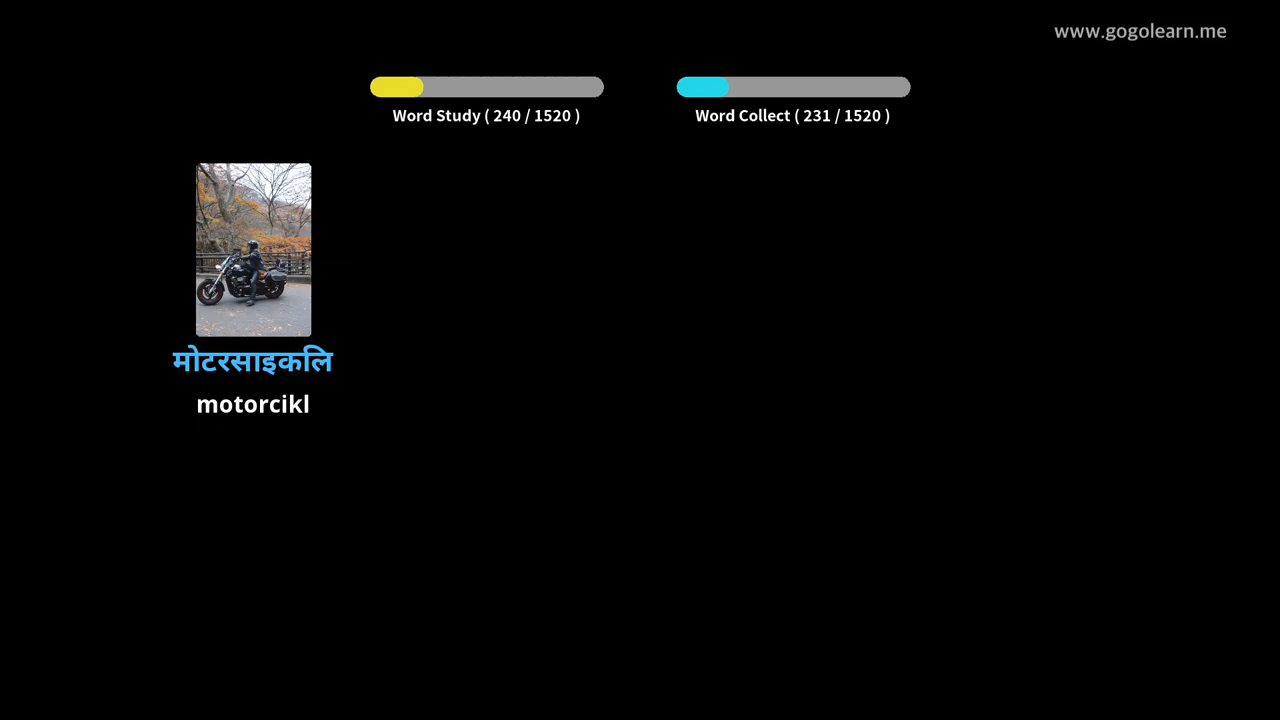 www.gogolearn.me
Word Study ( 240 / 1520 )
Word Collect ( 231 / 1520 )
मोटरसाइकलि
motorcikl